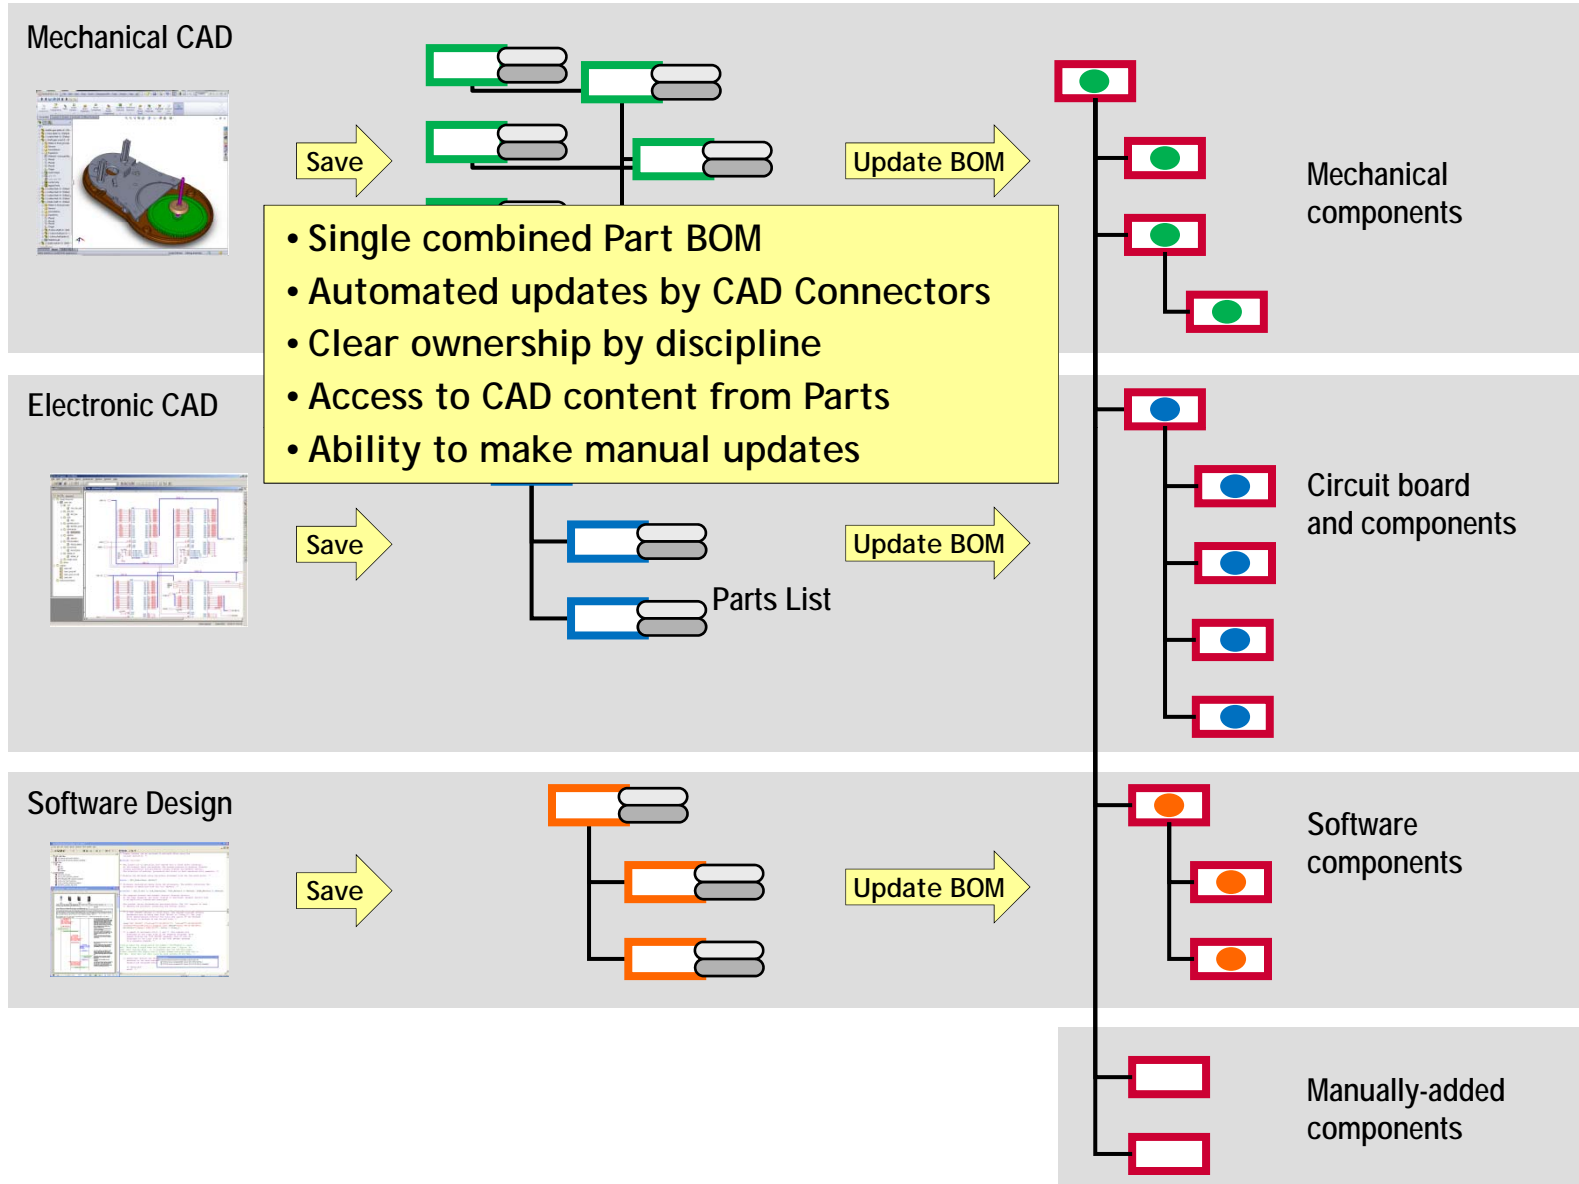 Mechanical CAD
Save
Update BOM
Mechanical
components
• Single combined Part BOM
• Automated updates by CAD Connectors
• Clear ownership by discipline
• Access to CAD content from Parts
• Ability to make manual updates
Electronic CAD
Save
Update BOM
Parts List
Circuit board
and components
Software Design
Save
Update BOM
Software
components
Manually-added
components